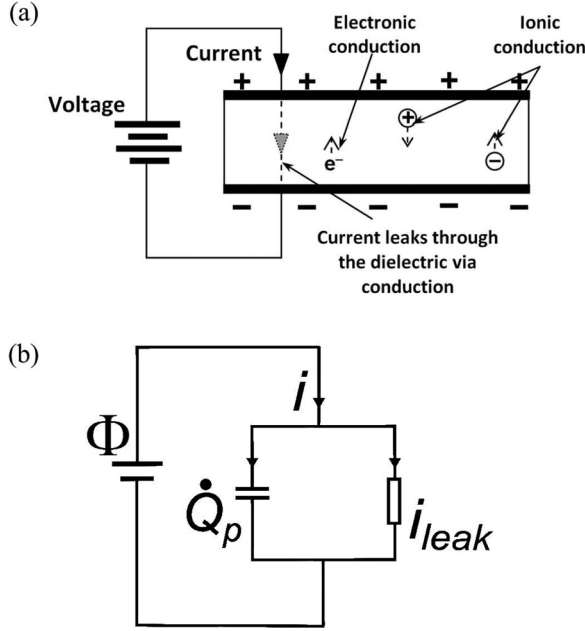 (a)
Electronic
conduction
Ionic
conduction
Current
+ + + + +
Voltage
+
e⁻
−
− − − − −
Current leaks through
the dielectric via
conduction
(b)
i
Φ
Q̇p
ileak